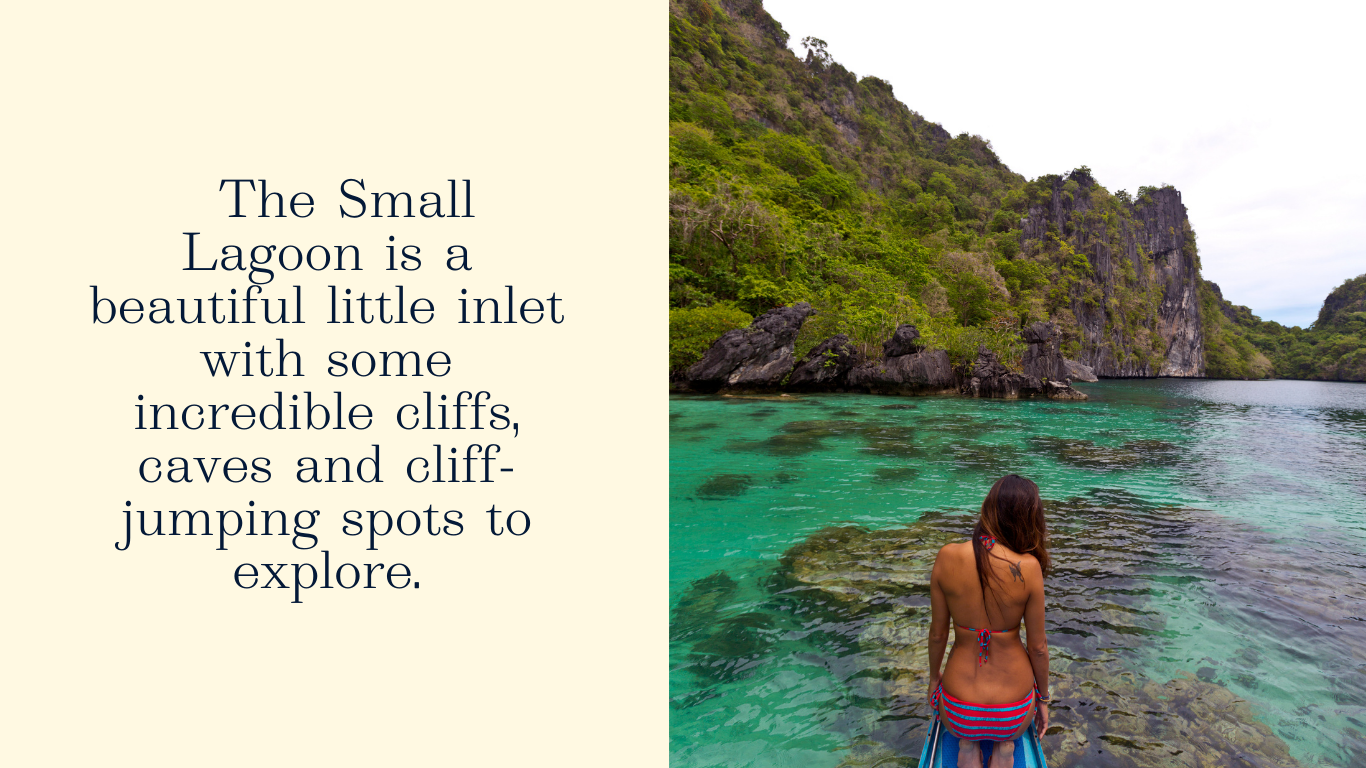 The Small
Lagoon is a
beautiful little inlet
with some
incredible cliffs,
caves and cliff-
jumping spots to
explore.